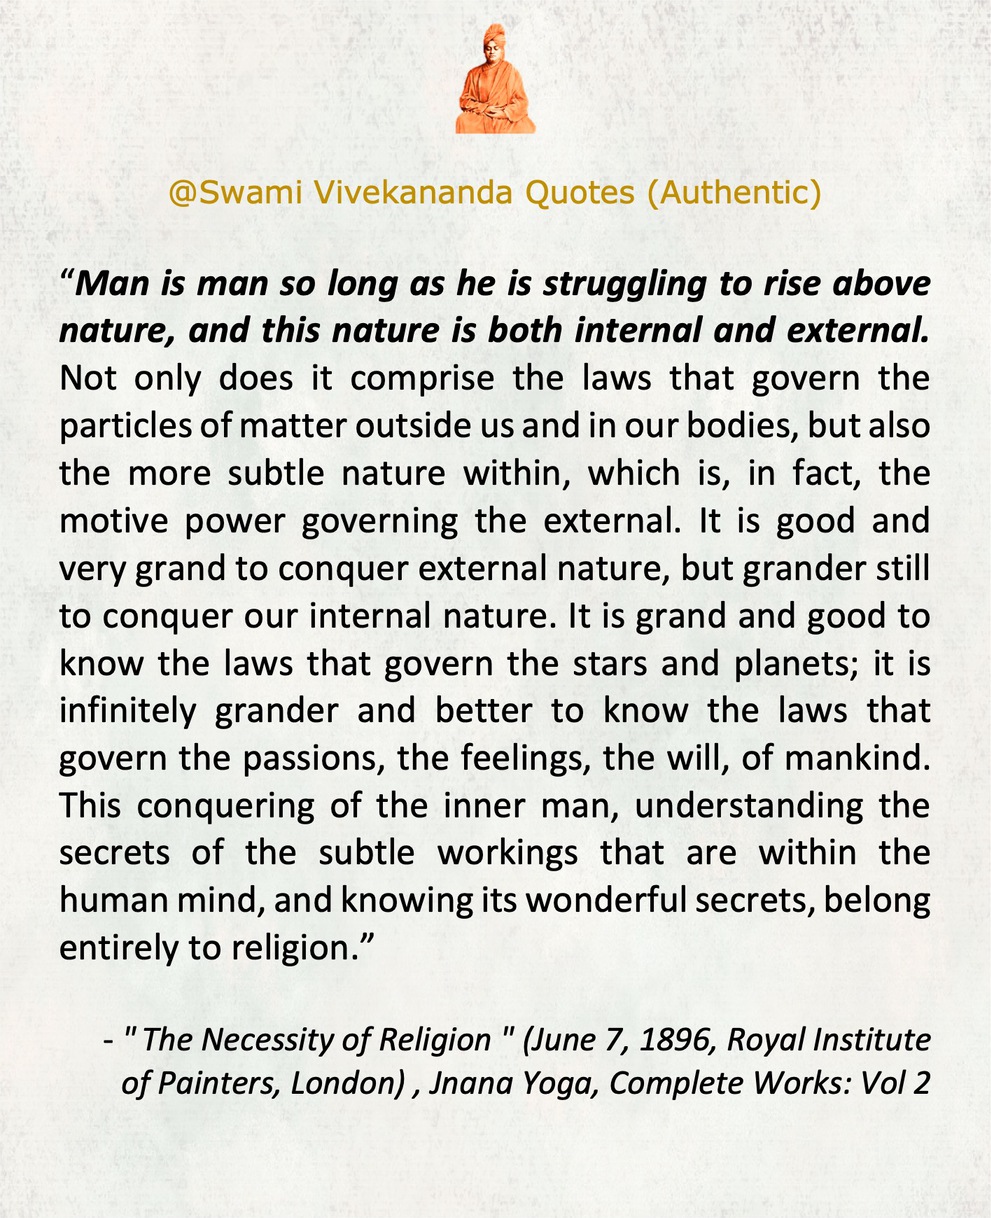 @Swami Vivekananda Quotes (Authentic)
“Man is man so long as he is struggling to rise above
nature, and this nature is both internal and external.
Not only does it comprise the laws that govern the
particles of matter outside us and in our bodies, but also
the more subtle nature within, which is, in fact, the
motive power governing the external. It is good and
very grand to conquer external nature, but grander still
to conquer our internal nature. It is grand and good to
know the laws that govern the stars and planets; it is
infinitely grander and better to know the laws that
govern the passions, the feelings, the will, of mankind.
This conquering of the inner man, understanding the
secrets of the subtle workings that are within the
human mind, and knowing its wonderful secrets, belong
entirely to religion.”
- " The Necessity of Religion " (June 7, 1896, Royal Institute
of Painters, London) , Jnana Yoga, Complete Works: Vol 2